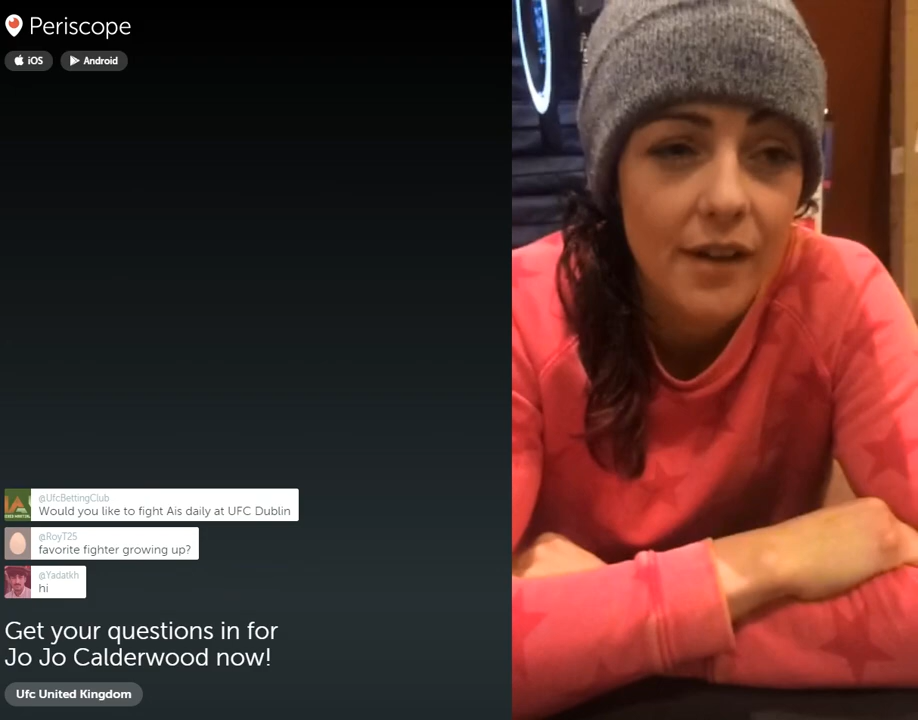 Periscope
iOS
Android
@UfcBettingClub
Would you like to fight Ais daily at UFC Dublin
@RoyT25
favorite fighter growing up?
@Yadatkh
hi
Get your questions in for
Jo Jo Calderwood now!
Ufc United Kingdom